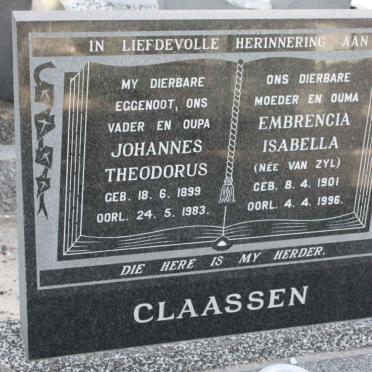 IN LIEFDEVOLLE HERINNERING AAN
MY DIERBARE
EGGENOOT, ONS
VADER EN OUPA
JOHANNES
THEODORUS
GEB. 18. 6. 1899
OORL. 24. 5. 1983.
ONS DIERBARE
MOEDER EN OUMA
EMBRENCIA
ISABELLA
(NÉE VAN ZYL)
GEB. 8. 4. 1901
OORL. 4. 4. 1996.
DIE HERE IS MY HERDER.
CLAASSEN